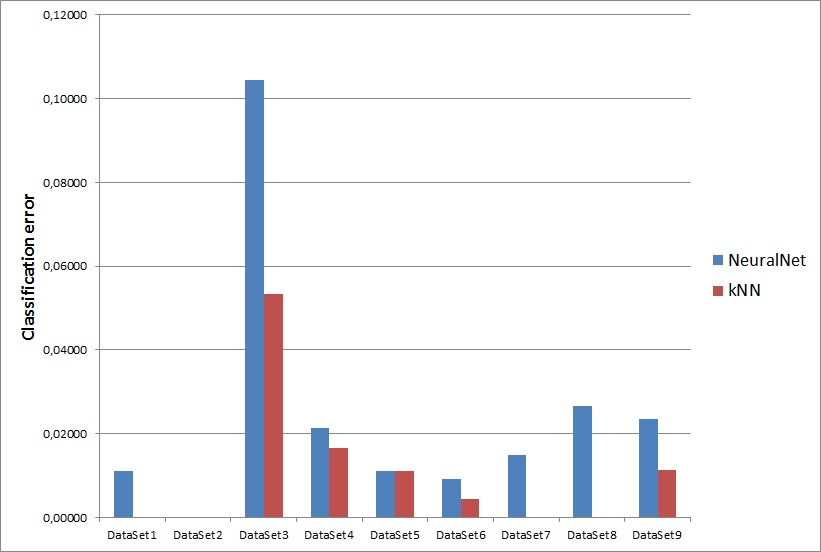 0,12000
0,10000
0,08000
0,06000
0,04000
0,02000
0,00000
Classification error
DataSet1 DataSet2 DataSet3 DataSet4 DataSet5 DataSet6 DataSet7 DataSet8 DataSet9
NeuralNet
kNN